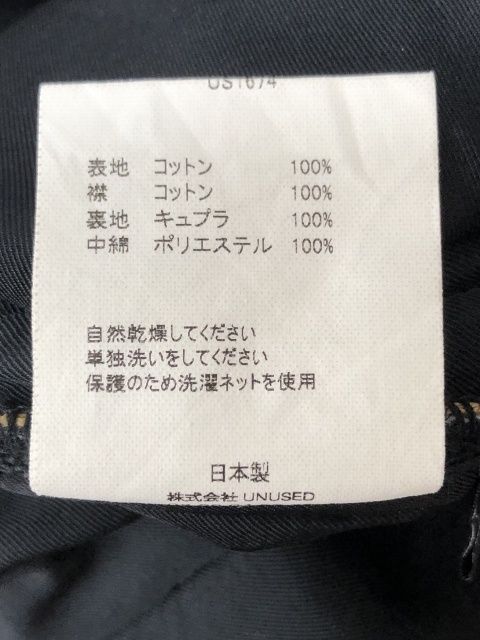 US1674
表地 コットン 100%
襟 コットン 100%
裏地 キュプラ 100%
中綿 ポリエステル 100%
自然乾燥してください
単独洗いをしてください
保護のため洗濯ネットを使用
日本製
株式会社 UNUSED